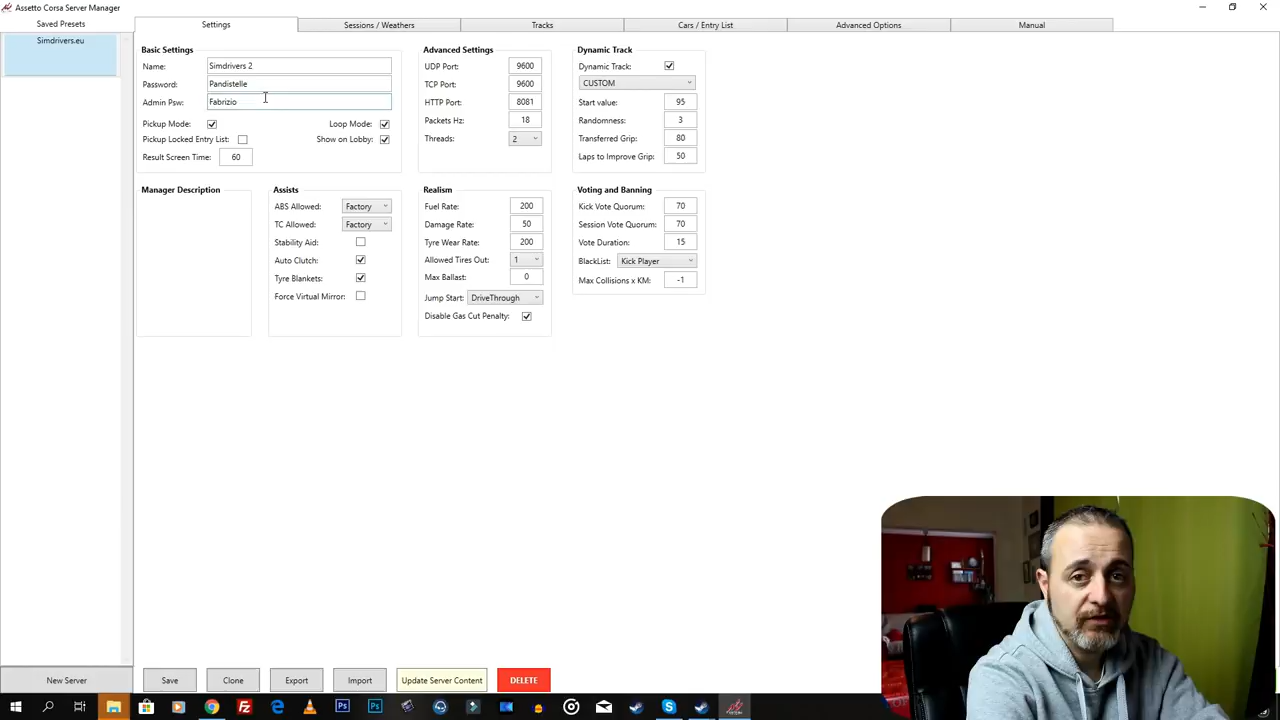 Assetto Corsa Server Manager
Saved Presets
Settings
Sessions / Weathers
Tracks
Cars / Entry List
Advanced Options
Manual
Simdrivers.eu
Basic Settings
Name: Simdrivers 2
Password: Pandistelle
Admin Psw: Fabrizio
Pickup Mode:
Loop Mode:
Pickup Locked Entry List:
Show on Lobby:
Result Screen Time: 60
Advanced Settings
UDP Port: 9600
TCP Port: 9600
HTTP Port: 8081
Packets Hz: 18
Threads: 2
Dynamic Track
Dynamic Track:
CUSTOM
Start value: 95
Randomness: 3
Transferred Grip: 80
Laps to Improve Grip: 50
Manager Description
Assists
ABS Allowed: Factory
TC Allowed: Factory
Stability Aid:
Auto Clutch:
Tyre Blankets:
Force Virtual Mirror:
Realism
Fuel Rate: 200
Damage Rate: 50
Tyre Wear Rate: 200
Allowed Tires Out: 1
Max Ballast: 0
Jump Start: DriveThrough
Disable Gas Cut Penalty:
Voting and Banning
Kick Vote Quorum: 70
Session Vote Quorum: 70
Vote Duration: 15
BlackList: Kick Player
Max Collisions x KM: -1
New Server
Save
Clone
Export
Import
Update Server Content
DELETE